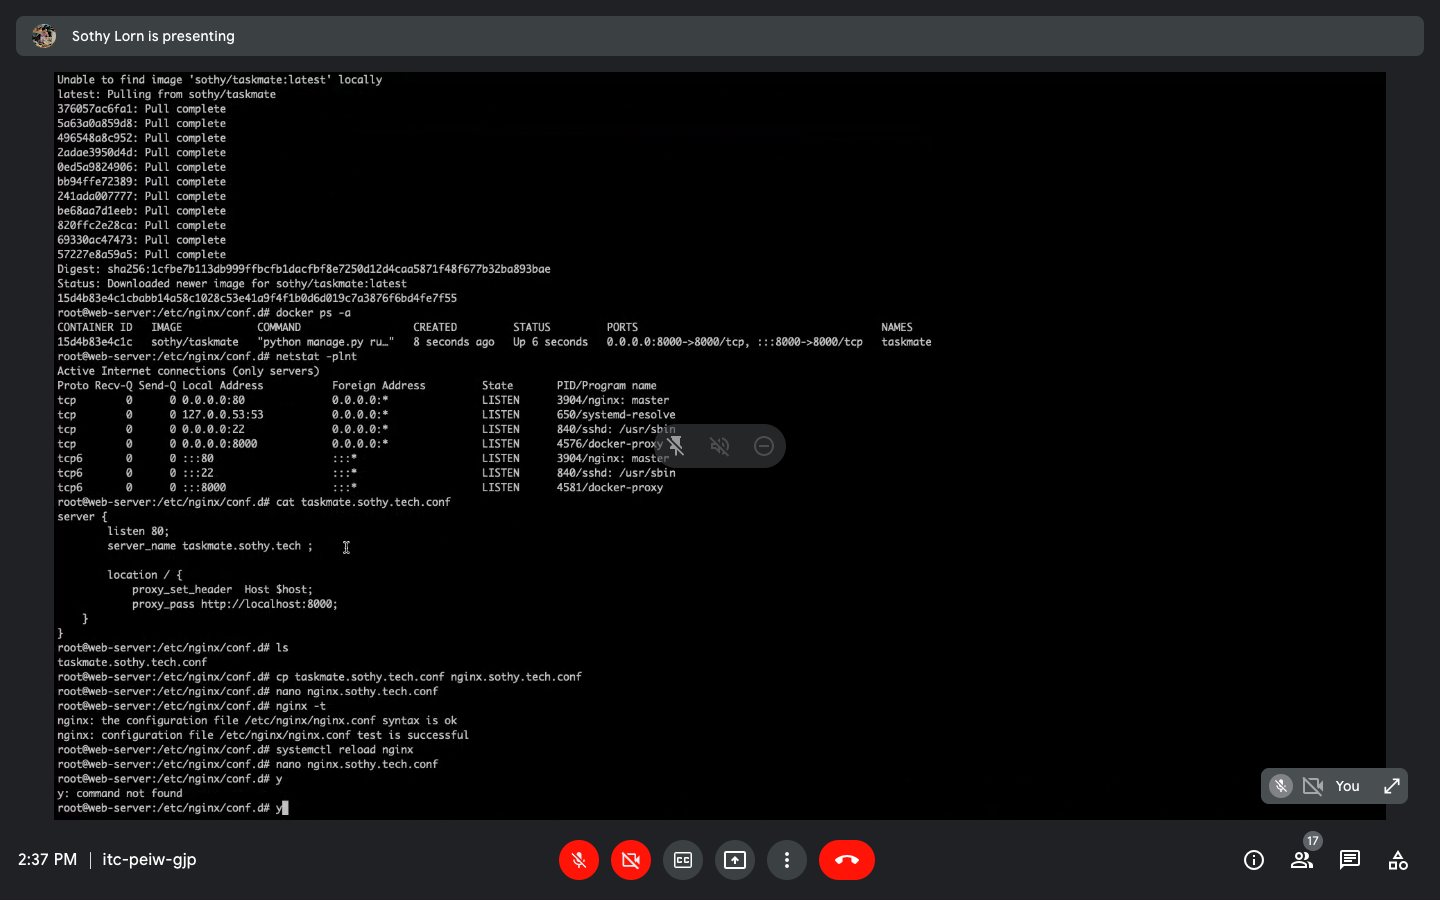 Sothy Lorn is presenting
Unable to find image 'sothy/taskmate:latest' locally
latest: Pulling from sothy/taskmate
376057ac6fa1: Pull complete
5a63a0a859d8: Pull complete
496548a8c952: Pull complete
2adae3950d4d: Pull complete
0ed5a9824906: Pull complete
bb94ffe72389: Pull complete
241ada007777: Pull complete
be68aa7d1eeb: Pull complete
820ffc2e28ca: Pull complete
69330ac47473: Pull complete
57227e8a59a5: Pull complete
Digest: sha256:1cfbe7b113db999ffbcfb1dacfbf8e7250d12d4caa5871f48f677b32ba893bae
Status: Downloaded newer image for sothy/taskmate:latest
15d4b83e4c1cbabb14a58c1028c53e41a9f4f1b0d6d019c7a3876f6bd4fe7f55
root@web-server:/etc/nginx/conf.d# docker ps -a
CONTAINER ID IMAGE COMMAND CREATED STATUS PORTS NAMES
15d4b83e4c1c sothy/taskmate "python manage.py ru…" 8 seconds ago Up 6 seconds 0.0.0.0:8000->8000/tcp, :::8000->8000/tcp taskmate
root@web-server:/etc/nginx/conf.d# netstat -plnt
Active Internet connections (only servers)
Proto Recv-Q Send-Q Local Address Foreign Address State PID/Program name
tcp 0 0 0.0.0.0:80 0.0.0.0:* LISTEN 3904/nginx: master
tcp 0 0 127.0.0.53:53 0.0.0.0:* LISTEN 650/systemd-resolve
tcp 0 0 0.0.0.0:22 0.0.0.0:* LISTEN 840/sshd: /usr/sbin
tcp 0 0 0.0.0.0:8000 0.0.0.0:* LISTEN 4576/docker-proxy
tcp6 0 0 :::80 :::* LISTEN 3904/nginx: master
tcp6 0 0 :::22 :::* LISTEN 840/sshd: /usr/sbin
tcp6 0 0 :::8000 :::* LISTEN 4581/docker-proxy
root@web-server:/etc/nginx/conf.d# cat taskmate.sothy.tech.conf
server {
listen 80;
server_name taskmate.sothy.tech ;
location / {
proxy_set_header Host $host;
proxy_pass http://localhost:8000;
}
}
root@web-server:/etc/nginx/conf.d# ls
taskmate.sothy.tech.conf
root@web-server:/etc/nginx/conf.d# cp taskmate.sothy.tech.conf nginx.sothy.tech.conf
root@web-server:/etc/nginx/conf.d# nano nginx.sothy.tech.conf
root@web-server:/etc/nginx/conf.d# nginx -t
nginx: the configuration file /etc/nginx/nginx.conf syntax is ok
nginx: configuration file /etc/nginx/nginx.conf test is successful
root@web-server:/etc/nginx/conf.d# systemctl reload nginx
root@web-server:/etc/nginx/conf.d# nano nginx.sothy.tech.conf
root@web-server:/etc/nginx/conf.d# y
y: command not found
root@web-server:/etc/nginx/conf.d# y
You
2:37 PM | itc-peiw-gjp
CC
17